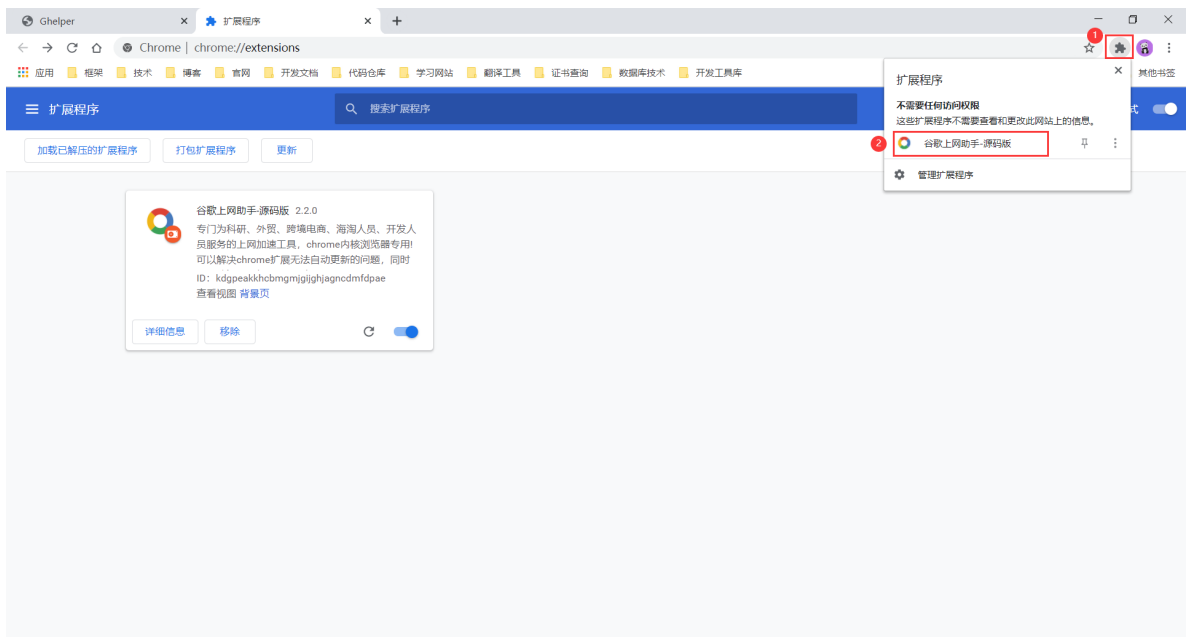 Ghelper
扩展程序
Chrome | chrome://extensions
1
应用 框架 技术 博客 官网 开发文档 代码仓库 学习网站 翻译工具 证书查询 数据库技术 开发工具库 其他书签
扩展程序
搜索扩展程序
式
扩展程序
不需要任何访问权限
这些扩展程序不需要查看和更改此网站上的信息。
2
谷歌上网助手-源码版
管理扩展程序
加载已解压的扩展程序 打包扩展程序 更新
谷歌上网助手-源码版 2.2.0
专门为科研、外贸、跨境电商、海淘人员、开发人
员服务的上网加速工具，chrome内核浏览器专用!
可以解决chrome扩展无法自动更新的问题，同时
ID：kdgpeakkhcbmgmjgijghjagncdmfdpae
查看视图 背景页
详细信息 移除